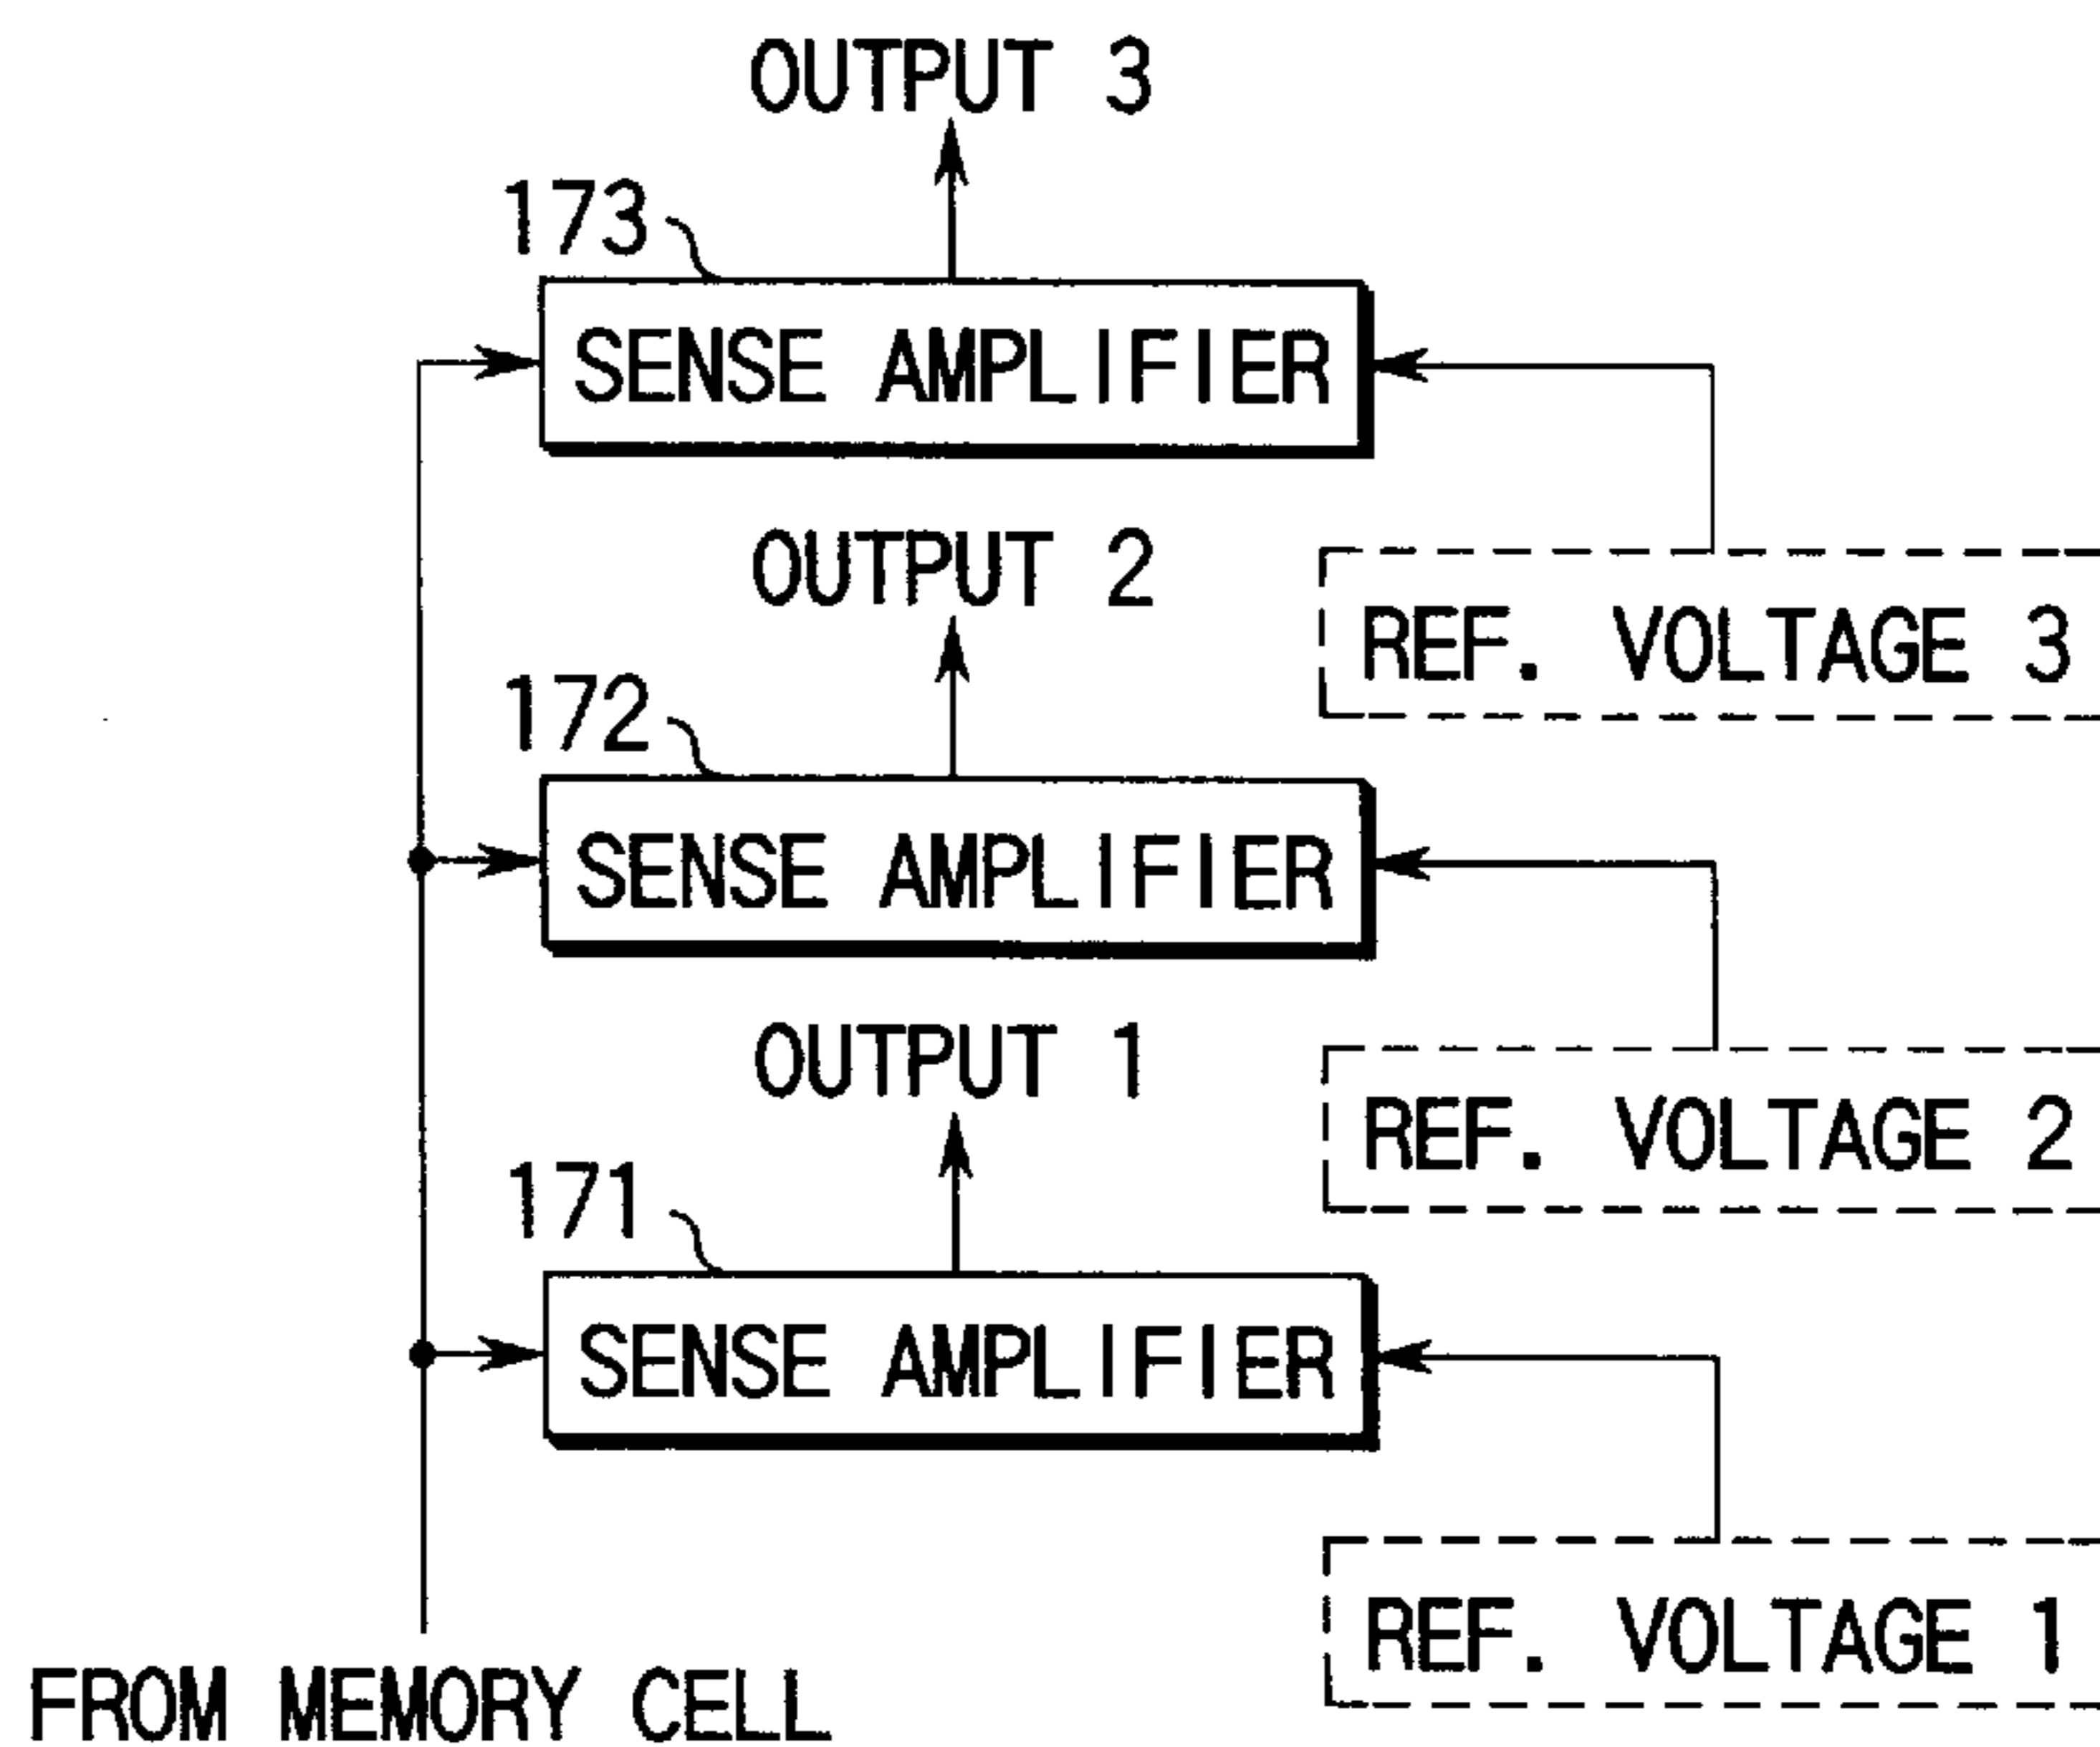 OUTPUT 3
173
SENSE AMPLIFIER
OUTPUT 2
REF. VOLTAGE 3
172
SENSE AMPLIFIER
OUTPUT 1
REF. VOLTAGE 2
171
SENSE AMPLIFIER
REF. VOLTAGE 1
FROM MEMORY CELL